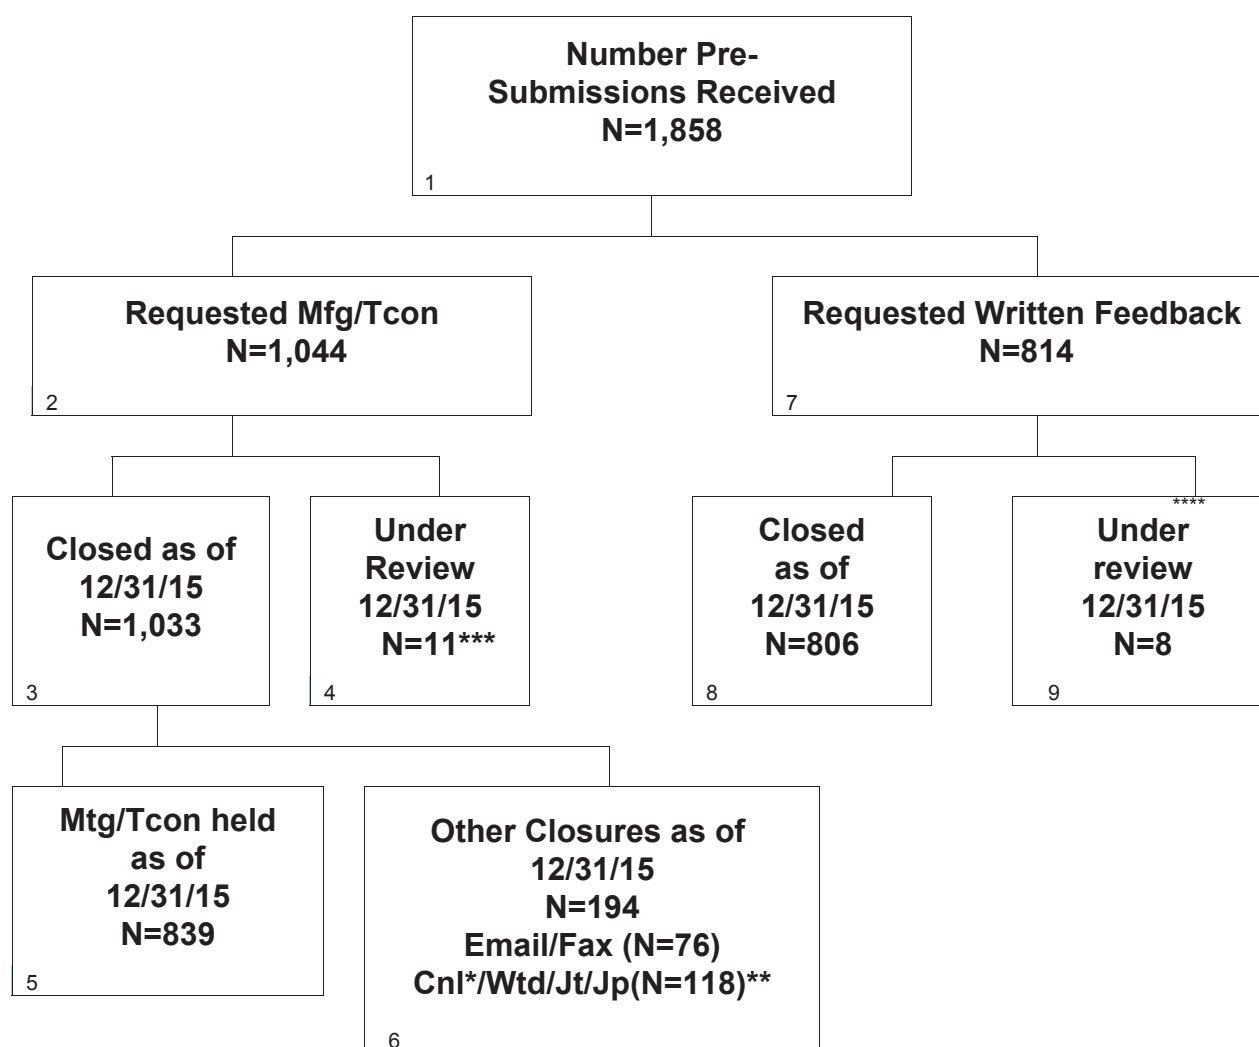 Number Pre-
Submissions Received
N=1,858
1
Requested Mfg/Tcon
N=1,044
2
Requested Written Feedback
N=814
7
Closed as of
12/31/15
N=1,033
3
Under
Review
12/31/15
N=11***
4
Closed
as of
12/31/15
N=806
8
****
Under
review
12/31/15
N=8
9
Mtg/Tcon held
as of
12/31/15
N=839
5
Other Closures as of
12/31/15
N=194
Email/Fax (N=76)
Cnl*/Wtd/Jt/Jp(N=118)**
6